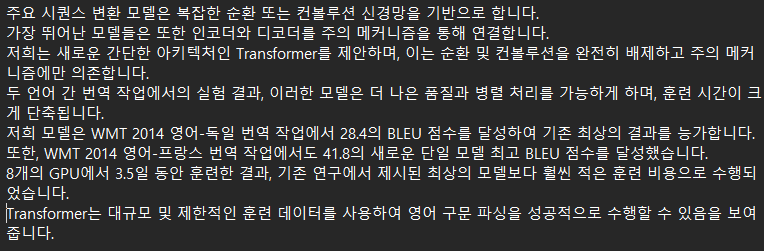 주요 시퀀스 변환 모델은 복잡한 순환 또는 컨볼루션 신경망을 기반으로 합니다.
가장 뛰어난 모델들은 또한 인코더와 디코더를 주의 메커니즘을 통해 연결합니다.
저희는 새로운 간단한 아키텍처인 Transformer를 제안하며, 이는 순환 및 컨볼루션을 완전히 배제하고 주의 메커
니즘에만 의존합니다.
두 언어 간 번역 작업에서의 실험 결과, 이러한 모델은 더 나은 품질과 병렬 처리를 가능하게 하며, 훈련 시간이 크
게 단축됩니다.
저희 모델은 WMT 2014 영어-독일 번역 작업에서 28.4의 BLEU 점수를 달성하여 기존 최상의 결과를 능가합니다.
또한, WMT 2014 영어-프랑스 번역 작업에서도 41.8의 새로운 단일 모델 최고 BLEU 점수를 달성했습니다.
8개의 GPU에서 3.5일 동안 훈련한 결과, 기존 연구에서 제시된 최상의 모델보다 훨씬 적은 훈련 비용으로 수행되
었습니다.
Transformer는 대규모 및 제한적인 훈련 데이터를 사용하여 영어 구문 파싱을 성공적으로 수행할 수 있음을 보여
줍니다.